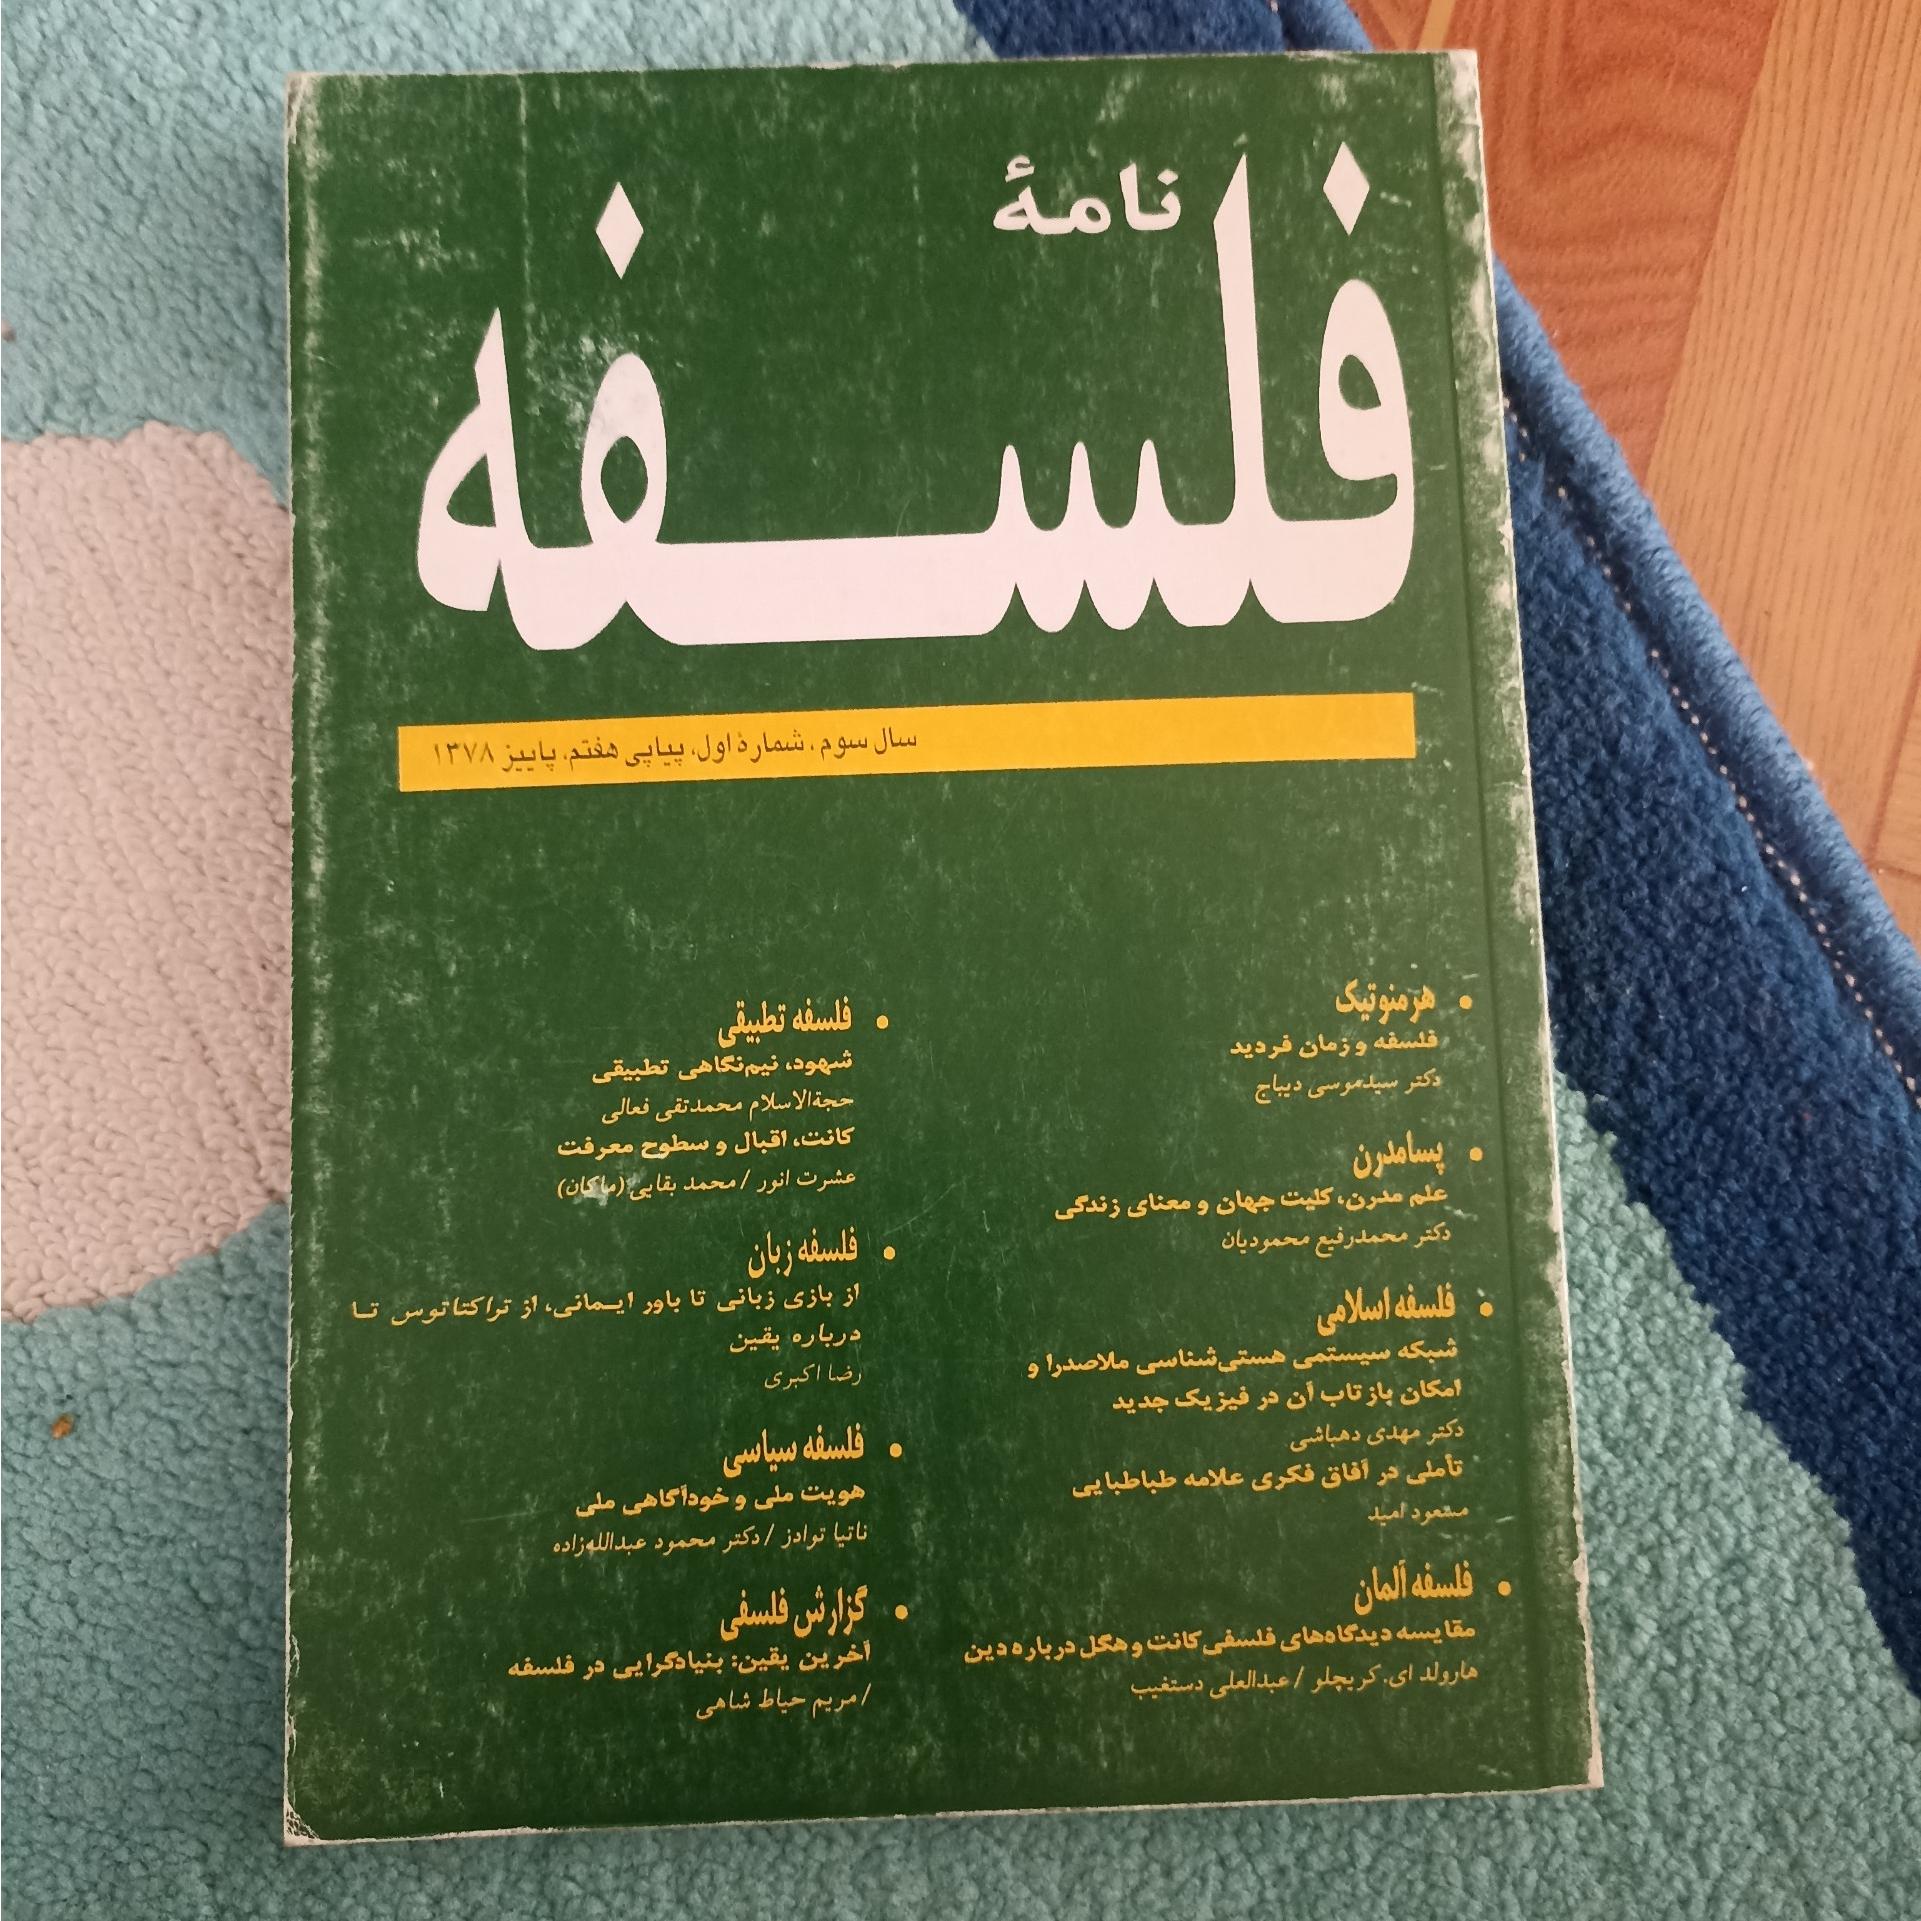 نامهٔ
فلسفه
سال سوم، شمارهٔ اول، پیاپی هفتم، پاییز ۱۳۷۸
• هرمنوتیک
فلسفه و زمان فردید
دکتر سیدموسی دیباج
• پسامدرن
علم مدرن، کلیت جهان و معنای زندگی
دکتر محمدرفیع محمودیان
• فلسفه اسلامی
شبکه سیستمی هستی‌شناسی ملاصدرا و
امکان بازتاب آن در فیزیک جدید
دکتر مهدی دهباشی
تأملی در آفاق فکری علامه طباطبایی
مسعود امید
• فلسفه آلمان
مقایسه دیدگاه‌های فلسفی کانت و هگل درباره دین
هارولد ای. کریچلو / عبدالعلی دستغیب
• فلسفه تطبیقی
شهود، نیم‌نگاهی تطبیقی
حجةالاسلام محمدتقی فعالی
کانت، اقبال و سطوح معرفت
عشرت انور / محمد بقایی (ماکان)
• فلسفه زبان
از بازی زبانی تا باور ایمانی، از تراکتاتوس تا
درباره یقین
رضا اکبری
• فلسفه سیاسی
هویت ملی و خودآگاهی ملی
ناتیا توادز / دکتر محمود عبدالله‌زاده
• گزارش فلسفی
آخرین یقین: بنیادگرایی در فلسفه
/ مریم حیاط شاهی